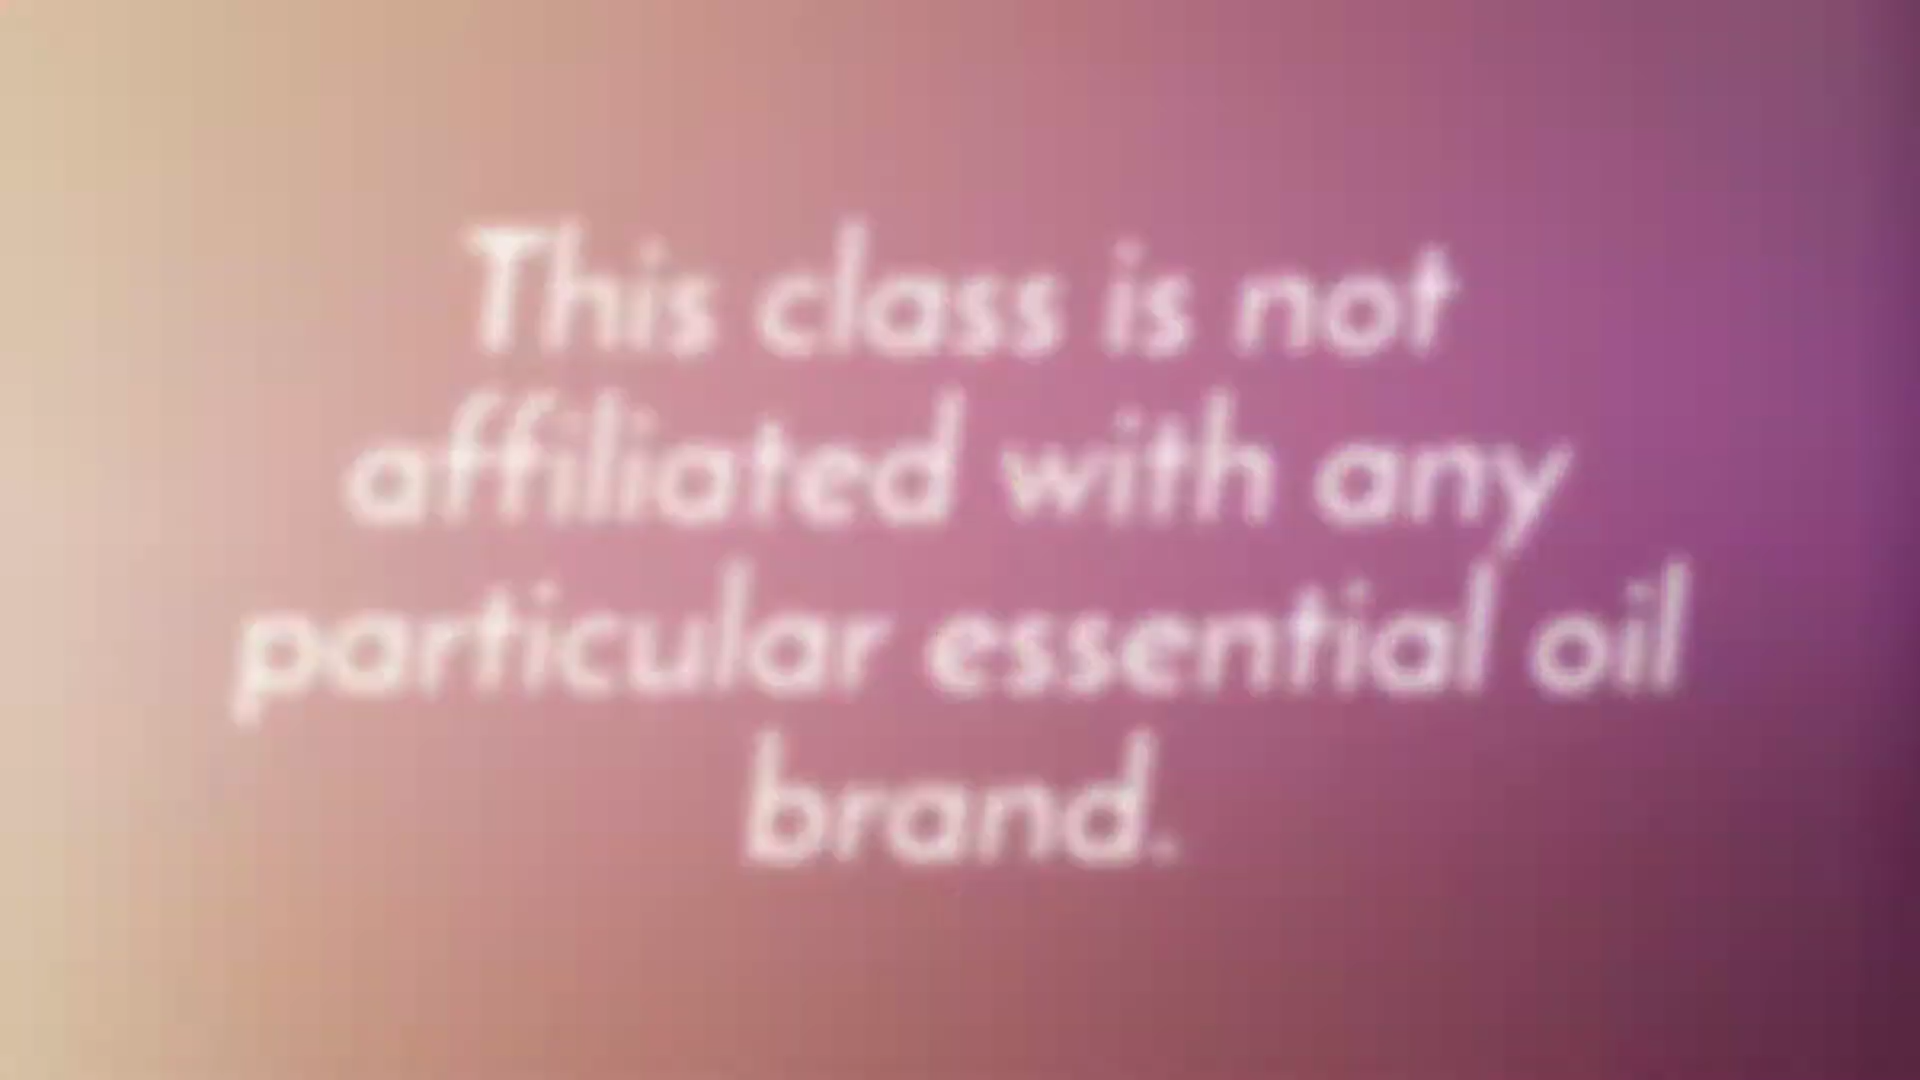 This class is not
affiliated with any
particular essential oil
brand.